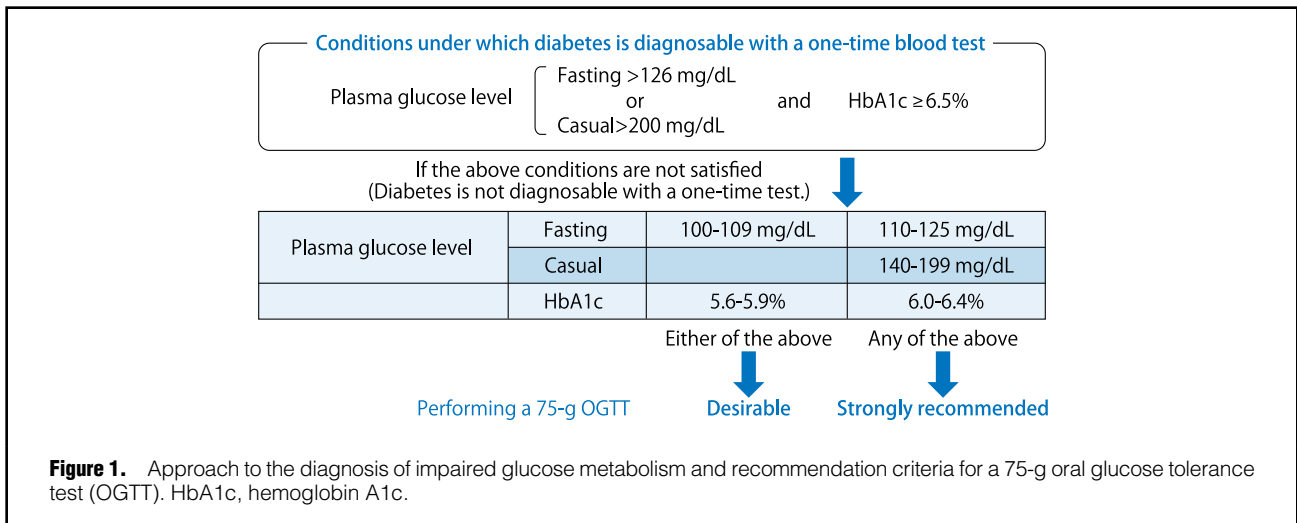 Conditions under which diabetes is diagnosable with a one-time blood test
Plasma glucose level
Fasting >126 mg/dL
or
Casual>200 mg/dL
and
HbA1c ≥6.5%
If the above conditions are not satisfied
(Diabetes is not diagnosable with a one-time test.)
Plasma glucose level
Fasting 100-109 mg/dL 110-125 mg/dL
Casual 140-199 mg/dL
HbA1c 5.6-5.9% 6.0-6.4%
Either of the above Any of the above
Performing a 75-g OGTT Desirable Strongly recommended
Figure 1. Approach to the diagnosis of impaired glucose metabolism and recommendation criteria for a 75-g oral glucose tolerance
test (OGTT). HbA1c, hemoglobin A1c.